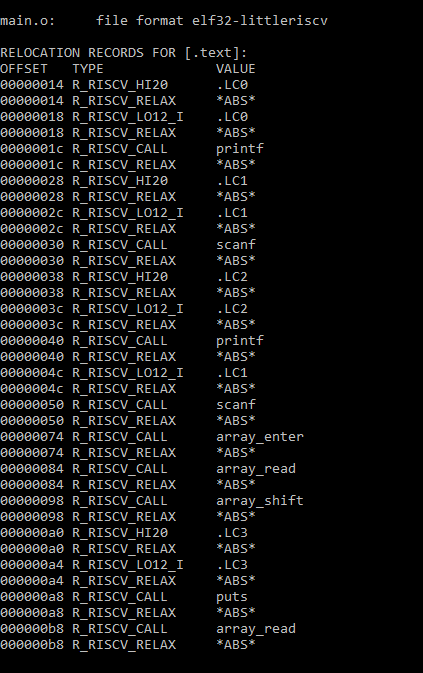 main.o:     file format elf32-littleriscv
RELOCATION RECORDS FOR [.text]:
OFFSET   TYPE              VALUE
00000014 R_RISCV_HI20      .LC0
00000014 R_RISCV_RELAX     *ABS*
00000018 R_RISCV_LO12_I    .LC0
00000018 R_RISCV_RELAX     *ABS*
0000001c R_RISCV_CALL      printf
0000001c R_RISCV_RELAX     *ABS*
00000028 R_RISCV_HI20      .LC1
00000028 R_RISCV_RELAX     *ABS*
0000002c R_RISCV_LO12_I    .LC1
0000002c R_RISCV_RELAX     *ABS*
00000030 R_RISCV_CALL      scanf
00000030 R_RISCV_RELAX     *ABS*
00000038 R_RISCV_HI20      .LC2
00000038 R_RISCV_RELAX     *ABS*
0000003c R_RISCV_LO12_I    .LC2
0000003c R_RISCV_RELAX     *ABS*
00000040 R_RISCV_CALL      printf
00000040 R_RISCV_RELAX     *ABS*
0000004c R_RISCV_LO12_I    .LC1
0000004c R_RISCV_RELAX     *ABS*
00000050 R_RISCV_CALL      scanf
00000050 R_RISCV_RELAX     *ABS*
00000074 R_RISCV_CALL      array_enter
00000074 R_RISCV_RELAX     *ABS*
00000084 R_RISCV_CALL      array_read
00000084 R_RISCV_RELAX     *ABS*
00000098 R_RISCV_CALL      array_shift
00000098 R_RISCV_RELAX     *ABS*
000000a0 R_RISCV_HI20      .LC3
000000a0 R_RISCV_RELAX     *ABS*
000000a4 R_RISCV_LO12_I    .LC3
000000a4 R_RISCV_RELAX     *ABS*
000000a8 R_RISCV_CALL      puts
000000a8 R_RISCV_RELAX     *ABS*
000000b8 R_RISCV_CALL      array_read
000000b8 R_RISCV_RELAX     *ABS*